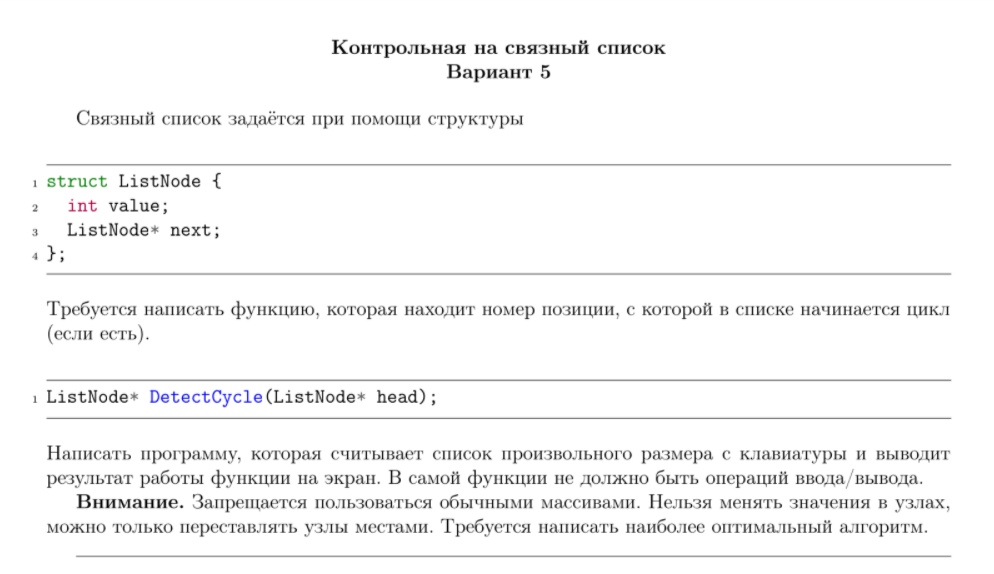 Контрольная на связный список
Вариант 5
Связный список задаётся при помощи структуры
1 struct ListNode {
2   int value;
3   ListNode* next;
4 };
Требуется написать функцию, которая находит номер позиции, с которой в списке начинается цикл
(если есть).
1 ListNode* DetectCycle(ListNode* head);
Написать программу, которая считывает список произвольного размера с клавиатуры и выводит
результат работы функции на экран. В самой функции не должно быть операций ввода/вывода.
Внимание. Запрещается пользоваться обычными массивами. Нельзя менять значения в узлах,
можно только переставлять узлы местами. Требуется написать наиболее оптимальный алгоритм.